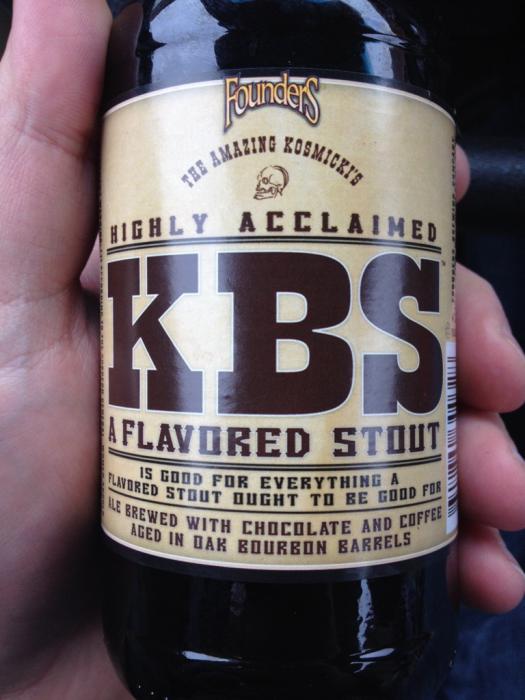 Founders
THE AMAZING KOSMICKI'S
HIGHLY ACCLAIMED
KBS
A FLAVORED STOUT
IS GOOD FOR EVERYTHING A
FLAVORED STOUT OUGHT TO BE GOOD FOR
ALE BREWED WITH CHOCOLATE AND COFFEE
AGED IN OAK BOURBON BARRELS